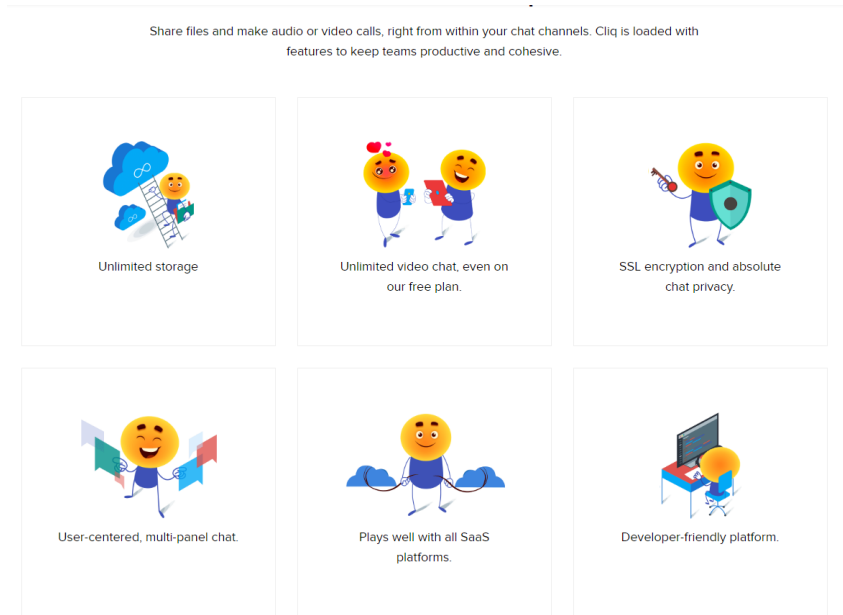 Share files and make audio or video calls, right from within your chat channels. Cliq is loaded with
features to keep teams productive and cohesive.
Unlimited storage
Unlimited video chat, even on
our free plan.
SSL encryption and absolute
chat privacy.
User-centered, multi-panel chat.
Plays well with all SaaS
platforms.
Developer-friendly platform.